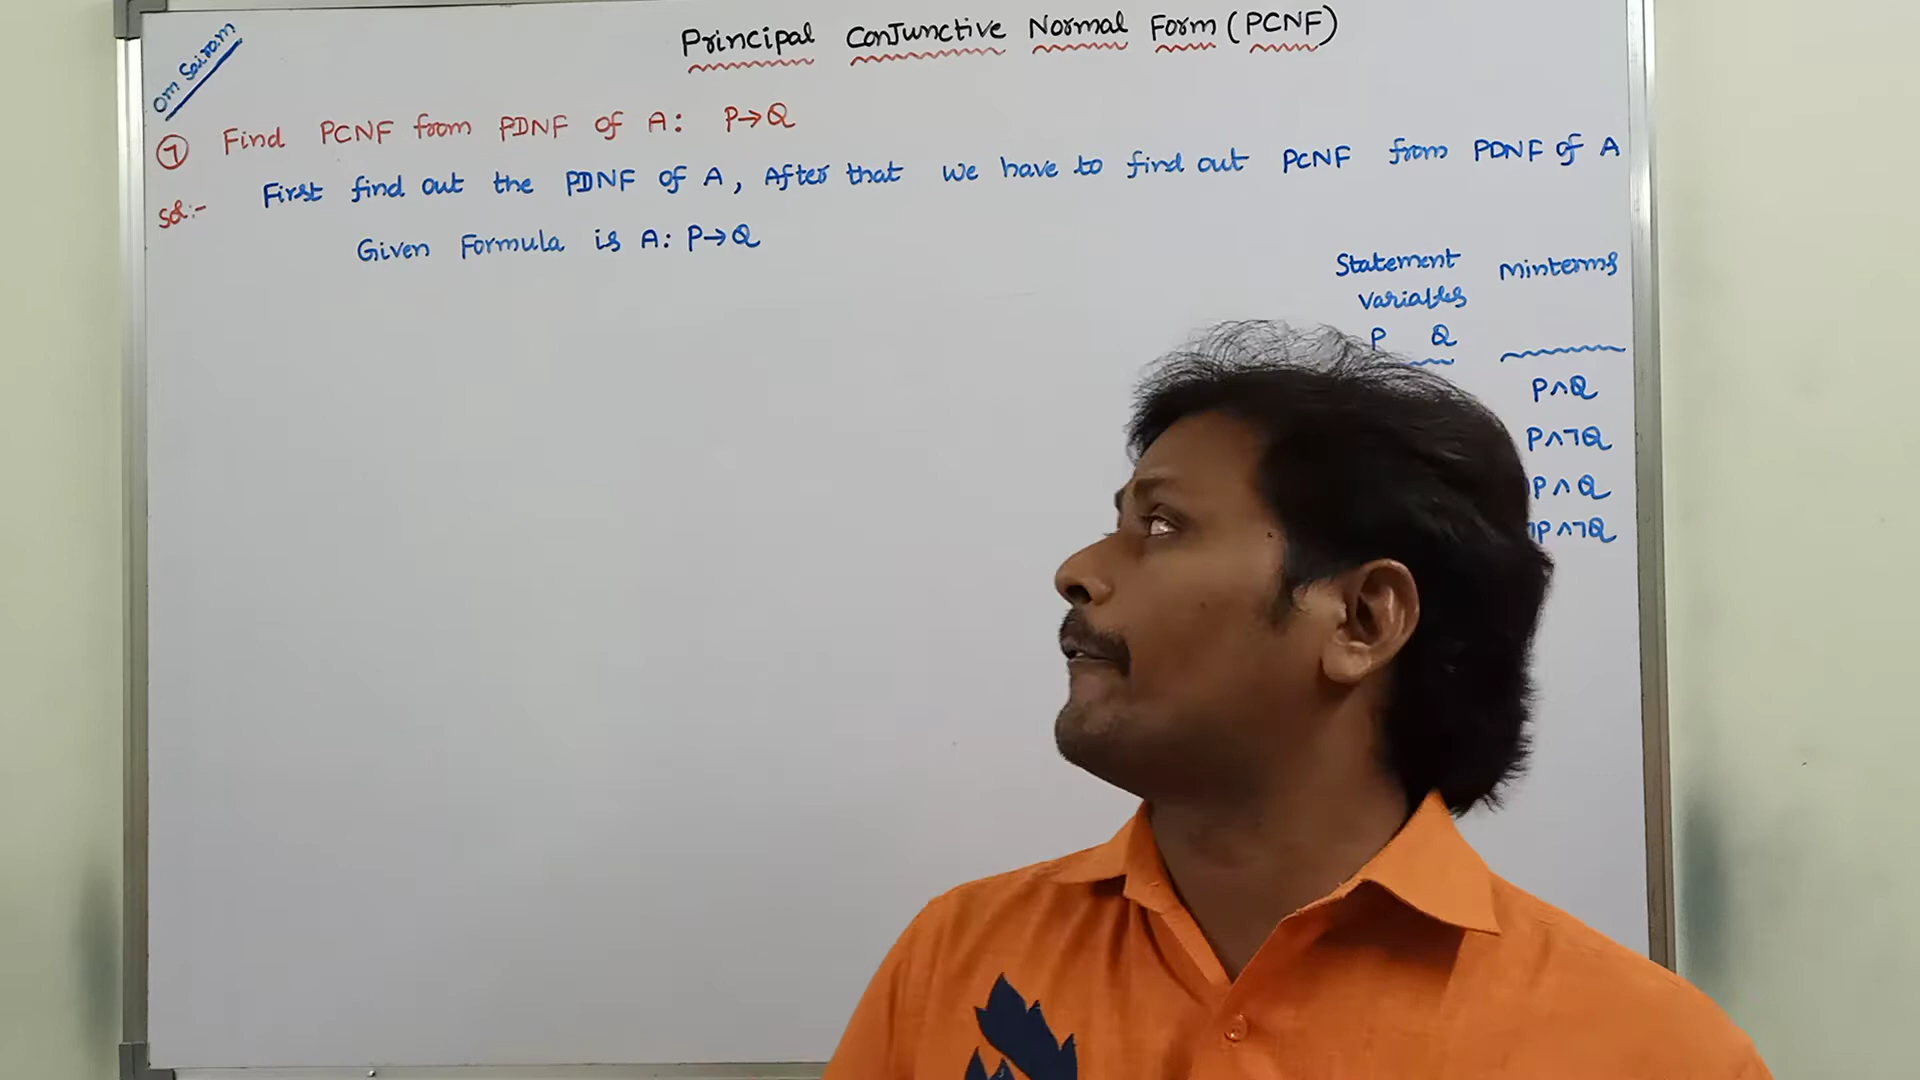 Principal Conjunctive Normal Form (PCNF)
Om Sairam
7 Find PCNF from PDNF of A: P→Q
Sol:- First find out the PDNF of A, After that we have to find out PCNF from PDNF of A
Given Formula is A: P→Q
Statement Variables
Minterms
P Q
P∧Q
P∧¬Q
P∧Q
¬P∧¬Q